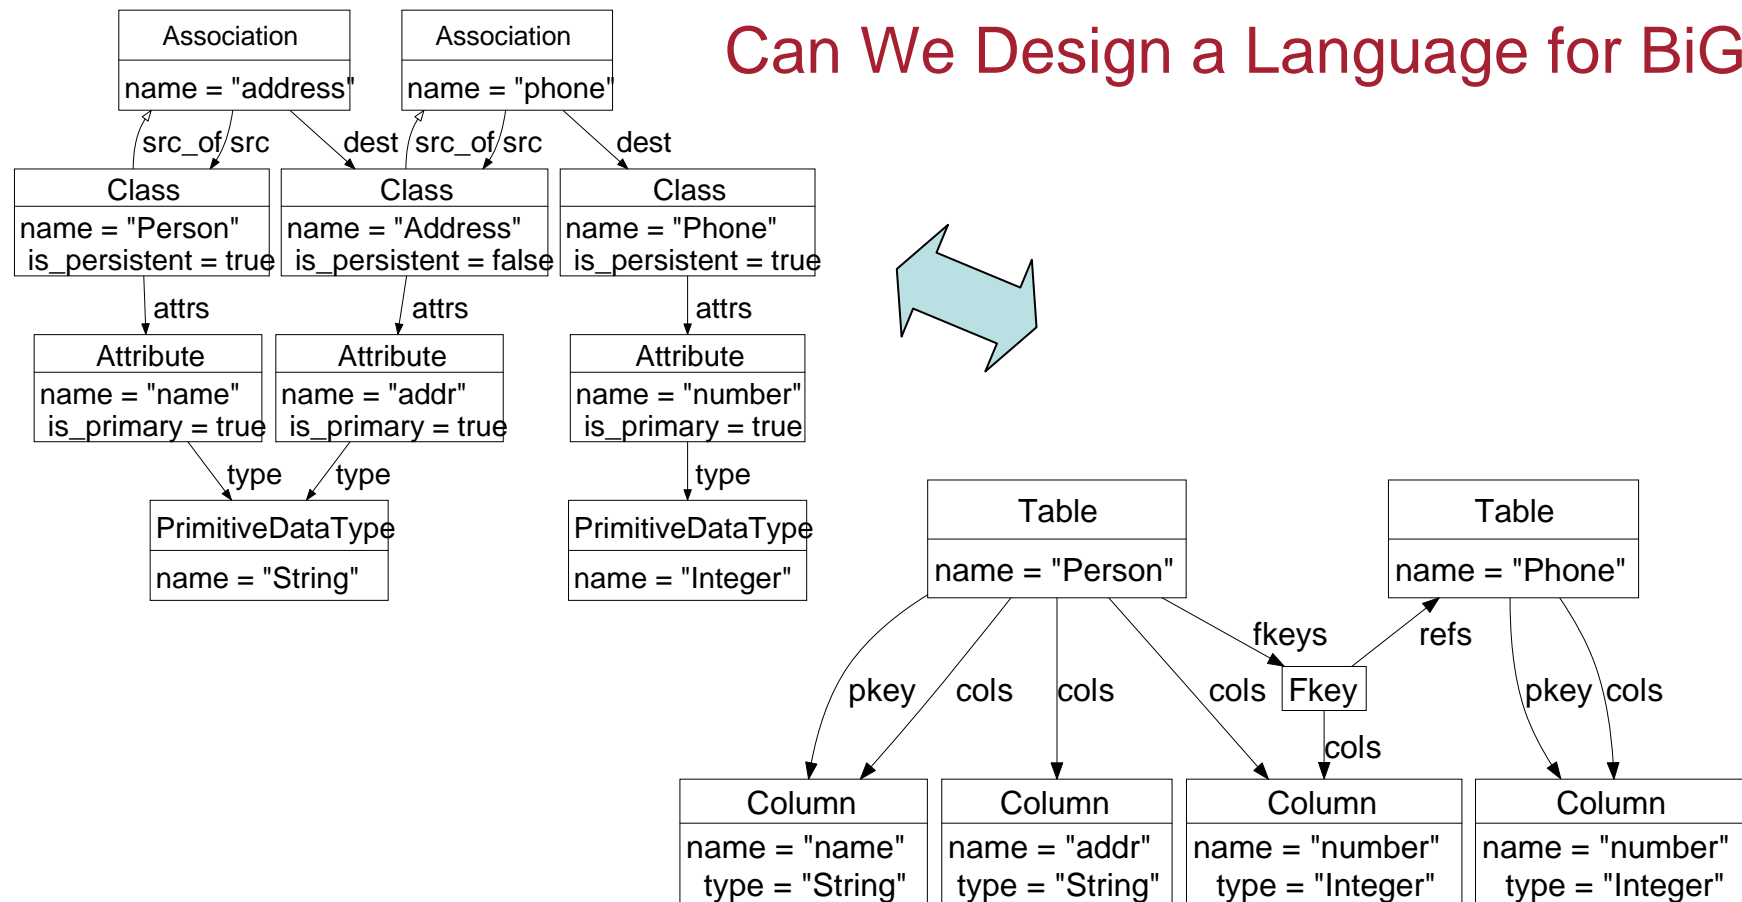 Can We Design a Language for BiG
Association
name = "address"
Association
name = "phone"
src_of
src
dest
src_of
src
dest
Class
name = "Person"
is_persistent = true
Class
name = "Address"
is_persistent = false
Class
name = "Phone"
is_persistent = true
attrs
attrs
attrs
Attribute
name = "name"
is_primary = true
Attribute
name = "addr"
is_primary = true
Attribute
name = "number"
is_primary = true
type
type
type
PrimitiveDataType
name = "String"
PrimitiveDataType
name = "Integer"
Table
name = "Person"
Table
name = "Phone"
fkeys
refs
pkey
cols
cols
cols
Fkey
pkey
cols
cols
Column
name = "name"
type = "String"
Column
name = "addr"
type = "String"
Column
name = "number"
type = "Integer"
Column
name = "number"
type = "Integer"